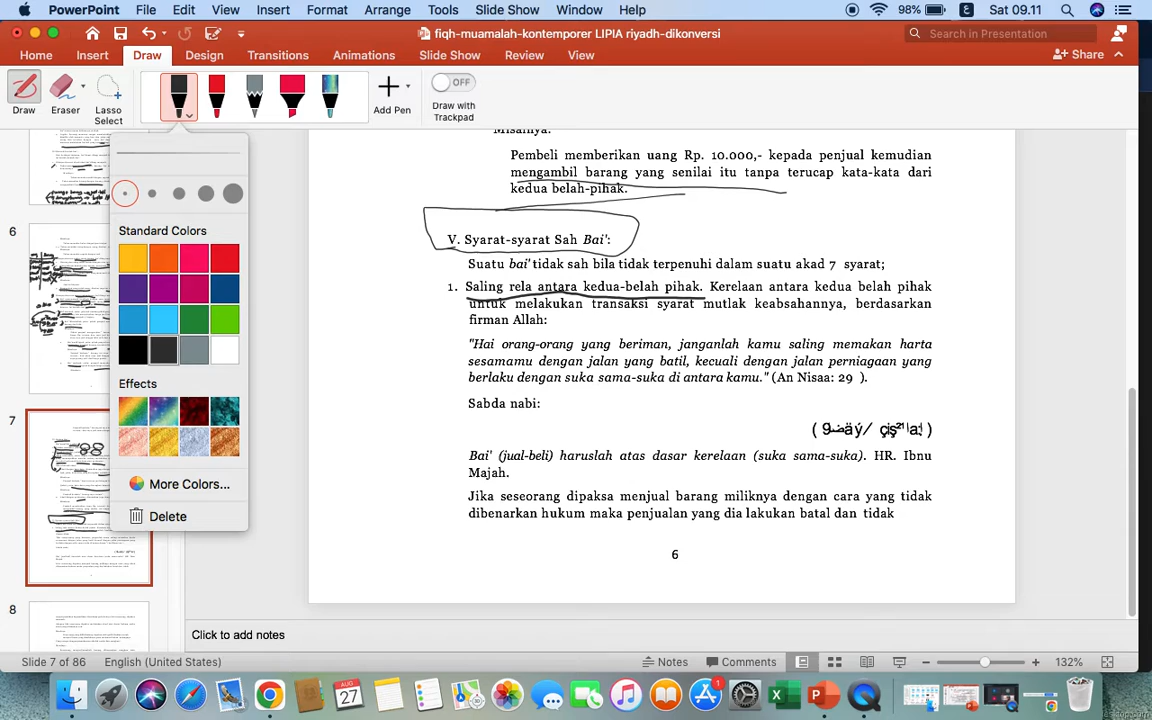 PowerPoint File Edit View Insert Format Arrange Tools Slide Show Window Help 98% ع Sat 09.11
fiqh-muamalah-kontemporer LIPIA riyadh-dikonversi
Search in Presentation
Home Insert Draw Design Transitions Animations Slide Show Review View Share
OFF
Draw Eraser Lasso Select Add Pen Draw with Trackpad
Standard Colors
Effects
More Colors...
Delete
6
7
8
Misalnya:
Pembeli memberikan uang Rp. 10.000,- kepada penjual kemudian
mengambil barang yang senilai itu tanpa terucap kata-kata dari
kedua belah-pihak.
V. Syarat-syarat Sah Bai':
Suatu bai' tidak sah bila tidak terpenuhi dalam suatu akad 7 syarat;
1. Saling rela antara kedua-belah pihak. Kerelaan antara kedua belah pihak
untuk melakukan transaksi syarat mutlak keabsahannya, berdasarkan
firman Allah:
"Hai orang-orang yang beriman, janganlah kamu saling memakan harta
sesamamu dengan jalan yang batil, kecuali dengan jalan perniagaan yang
berlaku dengan suka sama-suka di antara kamu." (An Nisaa: 29 ).
Sabda nabi:
Bai' (jual-beli) haruslah atas dasar kerelaan (suka sama-suka). HR. Ibnu
Majah.
Jika seseorang dipaksa menjual barang miliknya dengan cara yang tidak
dibenarkan hukum maka penjualan yang dia lakukan batal dan tidak
6
Click to add notes
Slide 7 of 86 English (United States) Notes Comments 132%
AUG
27
1